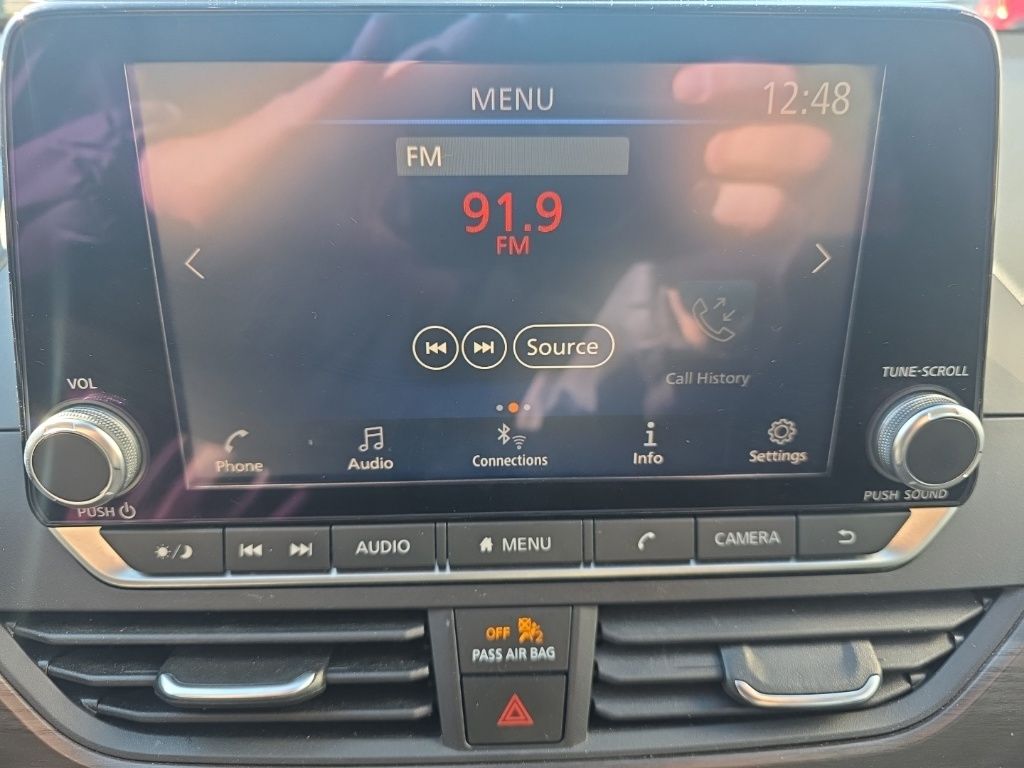 MENU
12:48
FM
91.9
FM
Source
Call History
VOL
TUNE-SCROLL
Phone
Audio
Connections
Info
Settings
PUSH
PUSH SOUND
AUDIO
MENU
CAMERA
OFF 2
PASS AIR BAG